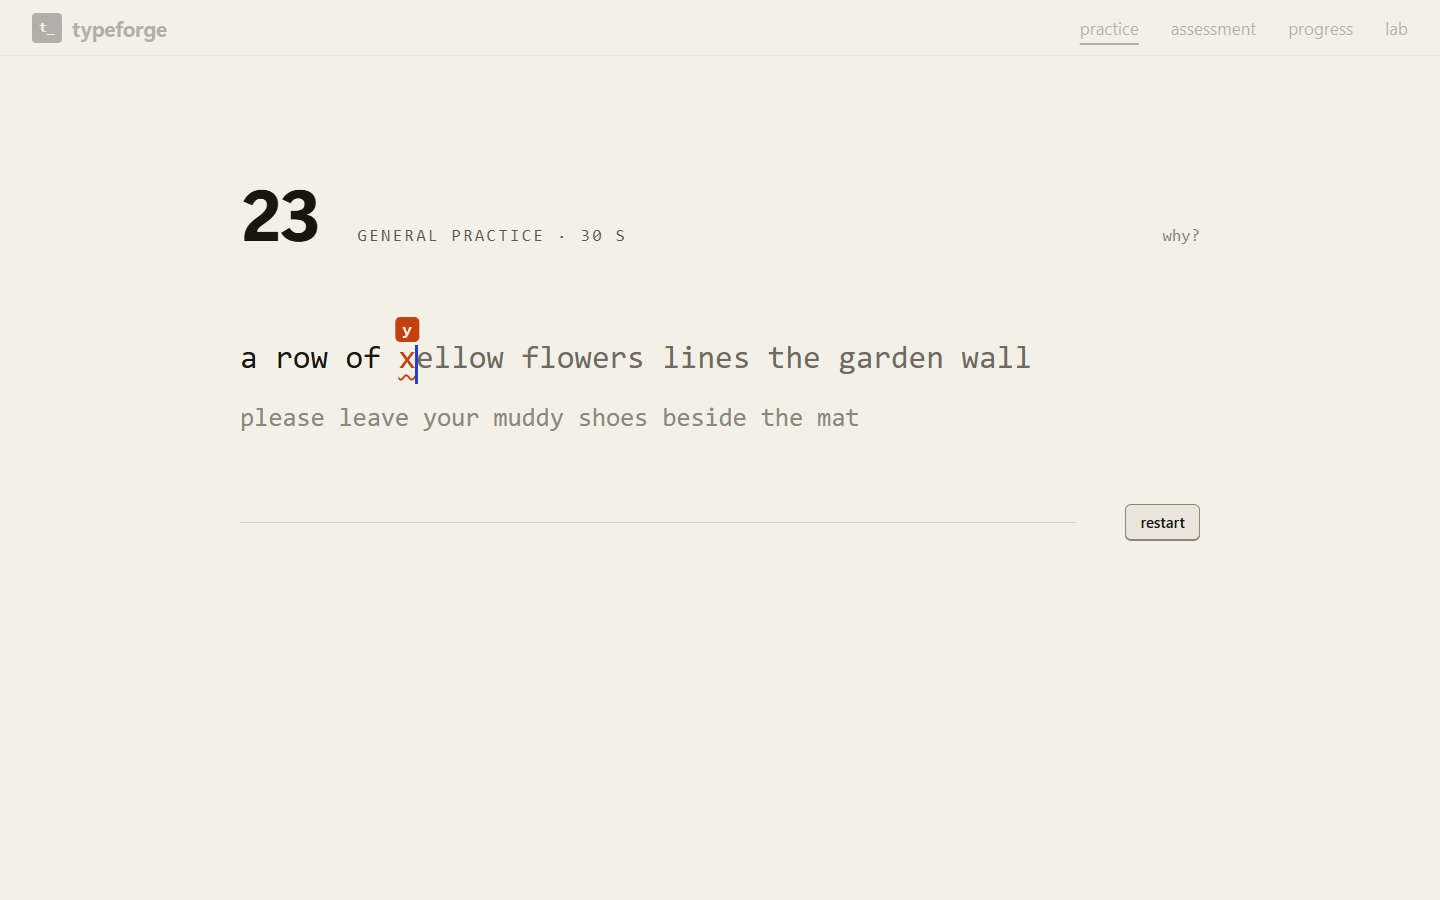 t_ typeforge practice assessment progress lab
23 GENERAL PRACTICE · 30 S why?
y
a row of xellow flowers lines the garden wall
please leave your muddy shoes beside the mat
restart